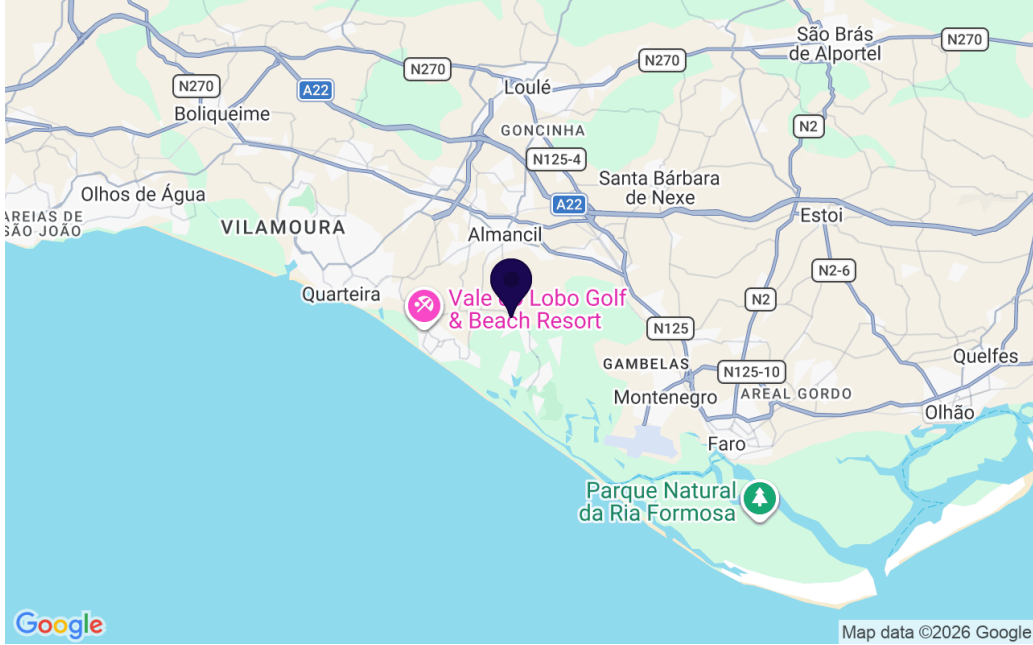 São Brás
de Alportel
N270
N270
N270
Loulé
N270
A22
Boliqueime
GONCINHA
N2
N125-4
Santa Bárbara
de Nexe
Olhos de Água
A22
AREIAS DE
SÃO JOÃO
VILAMOURA
Almancil
Estoi
N2-6
Quarteira
Vale do Lobo Golf
& Beach Resort
N2
N125
Quelfes
GAMBELAS
N125-10
Montenegro
AREAL GORDO
Olhão
Faro
Parque Natural
da Ria Formosa
Google
Map data ©2026 Google